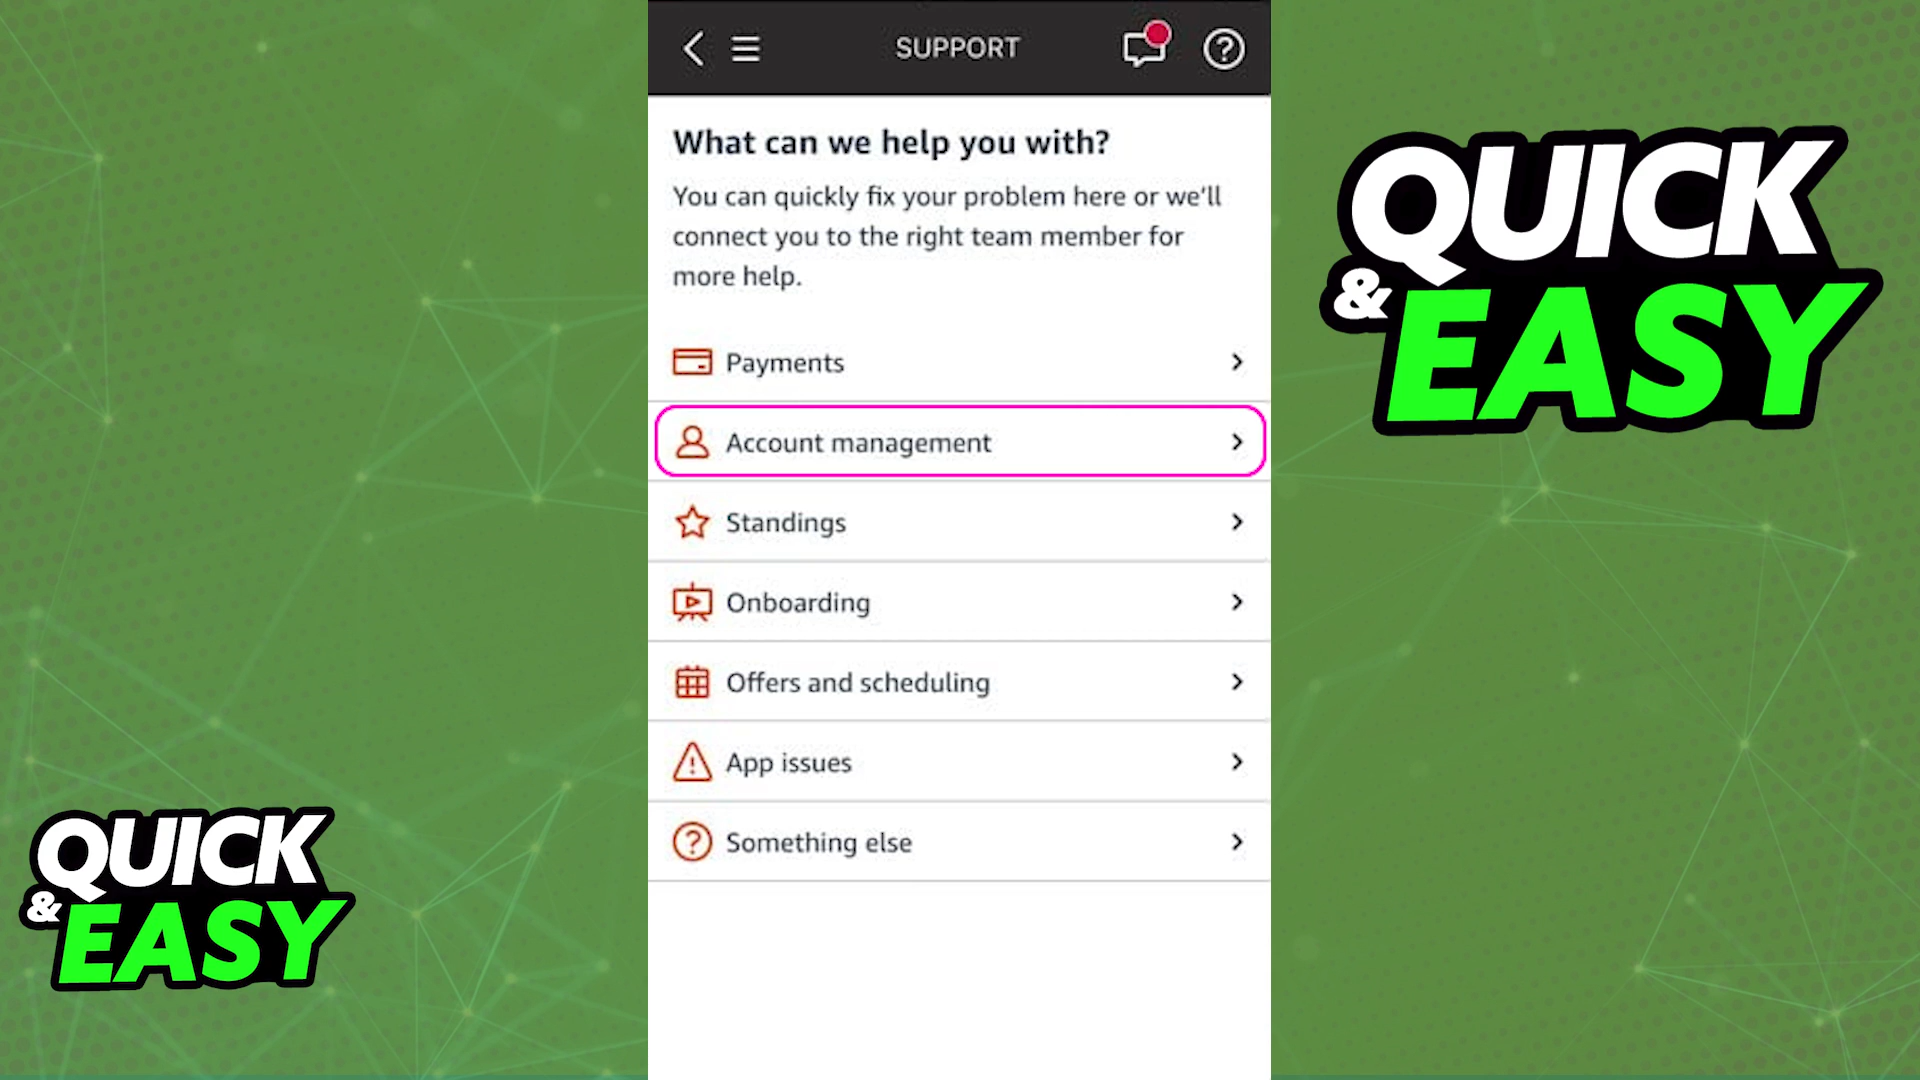 SUPPORT
What can we help you with?
You can quickly fix your problem here or we'll
connect you to the right team member for
more help.
Payments
Account management
Standings
Onboarding
Offers and scheduling
App issues
Something else
QUICK
& EASY
QUICK
& EASY